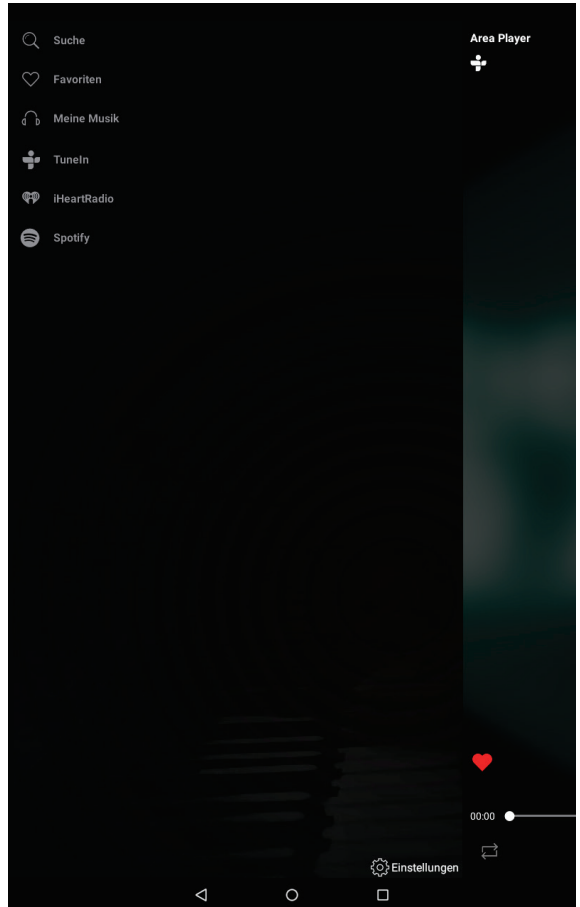 Suche
Favoriten
Meine Musik
TuneIn
iHeartRadio
Spotify
Einstellungen
Area Player
00:00